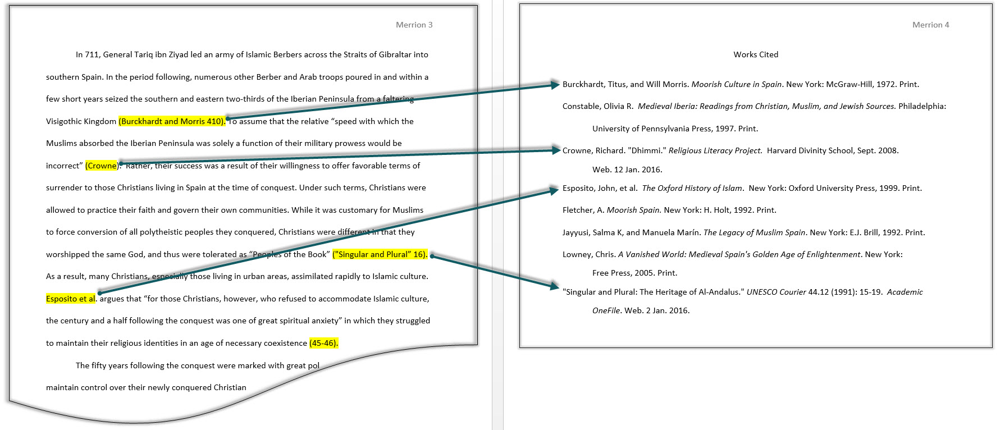 Merrion 3
In 711, General Tariq ibn Ziyad led an army of Islamic Berbers across the Straits of Gibraltar into
southern Spain. In the period following, numerous other Berber and Arab troops poured in and within a
few short years seized the southern and eastern two-thirds of the Iberian Peninsula from a faltering
Visigothic Kingdom (Burckhardt and Morris 410). To assume that the relative “speed with which the
Muslims absorbed the Iberian Peninsula was solely a function of their military prowess would be
incorrect” (Crowne). Rather, their success was a result of their willingness to offer favorable terms of
surrender to those Christians living in Spain at the time of conquest. Under such terms, Christians were
allowed to practice their faith and govern their own communities. While it was customary for Muslims
to force conversion of all polytheistic peoples they conquered, Christians were different in that they
worshipped the same God, and thus were tolerated as “Peoples of the Book” ("Singular and Plural” 16).
As a result, many Christians, especially those living in urban areas, assimilated rapidly to Islamic culture.
Esposito et al. argues that “for those Christians, however, who refused to accommodate Islamic culture,
the century and a half following the conquest was one of great spiritual anxiety” in which they struggled
to maintain their religious identities in an age of necessary coexistence (45-46).
The fifty years following the conquest were marked with great pol
maintain control over their newly conquered Christian
Merrion 4
Works Cited
Burckhardt, Titus, and Will Morris. Moorish Culture in Spain. New York: McGraw-Hill, 1972. Print.
Constable, Olivia R. Medieval Iberia: Readings from Christian, Muslim, and Jewish Sources. Philadelphia:
University of Pennsylvania Press, 1997. Print.
Crowne, Richard. "Dhimmi." Religious Literacy Project. Harvard Divinity School, Sept. 2008.
Web. 12 Jan. 2016.
Esposito, John, et al. The Oxford History of Islam. New York: Oxford University Press, 1999. Print.
Fletcher, A. Moorish Spain. New York: H. Holt, 1992. Print.
Jayyusi, Salma K, and Manuela Marín. The Legacy of Muslim Spain. New York: E.J. Brill, 1992. Print.
Lowney, Chris. A Vanished World: Medieval Spain's Golden Age of Enlightenment. New York:
Free Press, 2005. Print.
"Singular and Plural: The Heritage of Al-Andalus." UNESCO Courier 44.12 (1991): 15-19. Academic
OneFile. Web. 2 Jan. 2016.